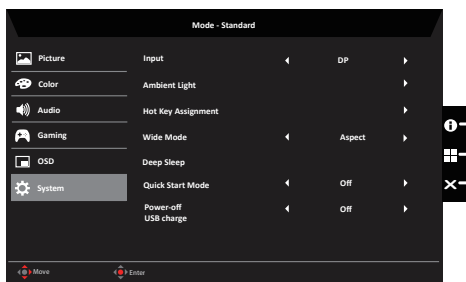 Mode - Standard
Picture
Color
Audio
Gaming
OSD
System
Input DP
Ambient Light
Hot Key Assignment
Wide Mode Aspect
Deep Sleep
Quick Start Mode Off
Power-off Off
USB charge
Move Enter